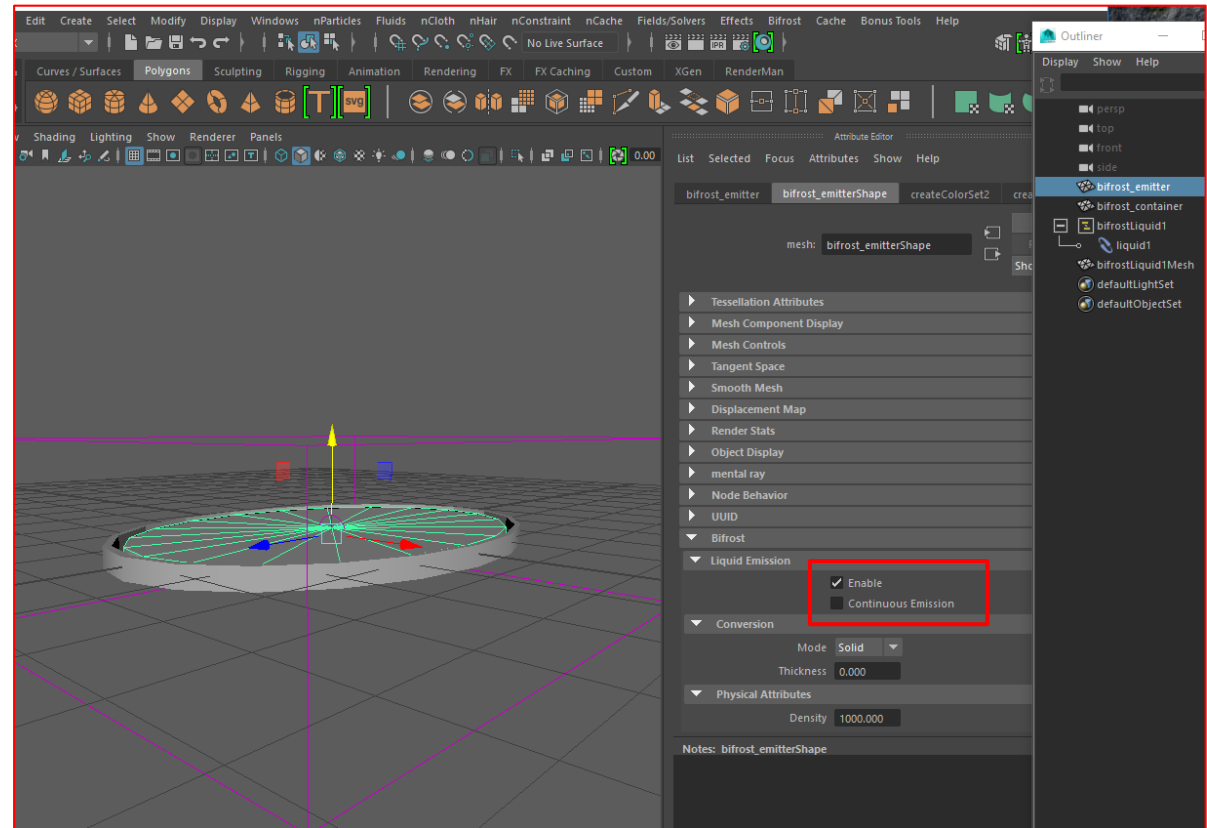 Edit Create Select Modify Display Windows nParticles Fluids nCloth nHair nConstraint nCache Fields/Solvers Effects Bifrost Cache Bonus Tools Help
No Live Surface
IPR
Curves / Surfaces Polygons Sculpting Rigging Animation Rendering FX FX Caching Custom XGen RenderMan
T svg
Shading Lighting Show Renderer Panels
0.00
Attribute Editor
List Selected Focus Attributes Show Help
bifrost_emitter bifrost_emitterShape createColorSet2 crea
mesh: bifrost_emitterShape
Sho
Tessellation Attributes
Mesh Component Display
Mesh Controls
Tangent Space
Smooth Mesh
Displacement Map
Render Stats
Object Display
mental ray
Node Behavior
UUID
Bifrost
Liquid Emission
Enable
Continuous Emission
Conversion
Mode Solid
Thickness 0.000
Physical Attributes
Density 1000.000
Notes: bifrost_emitterShape
Outliner
Display Show Help
persp
top
front
side
bifrost_emitter
bifrost_container
bifrostLiquid1
liquid1
bifrostLiquid1Mesh
defaultLightSet
defaultObjectSet